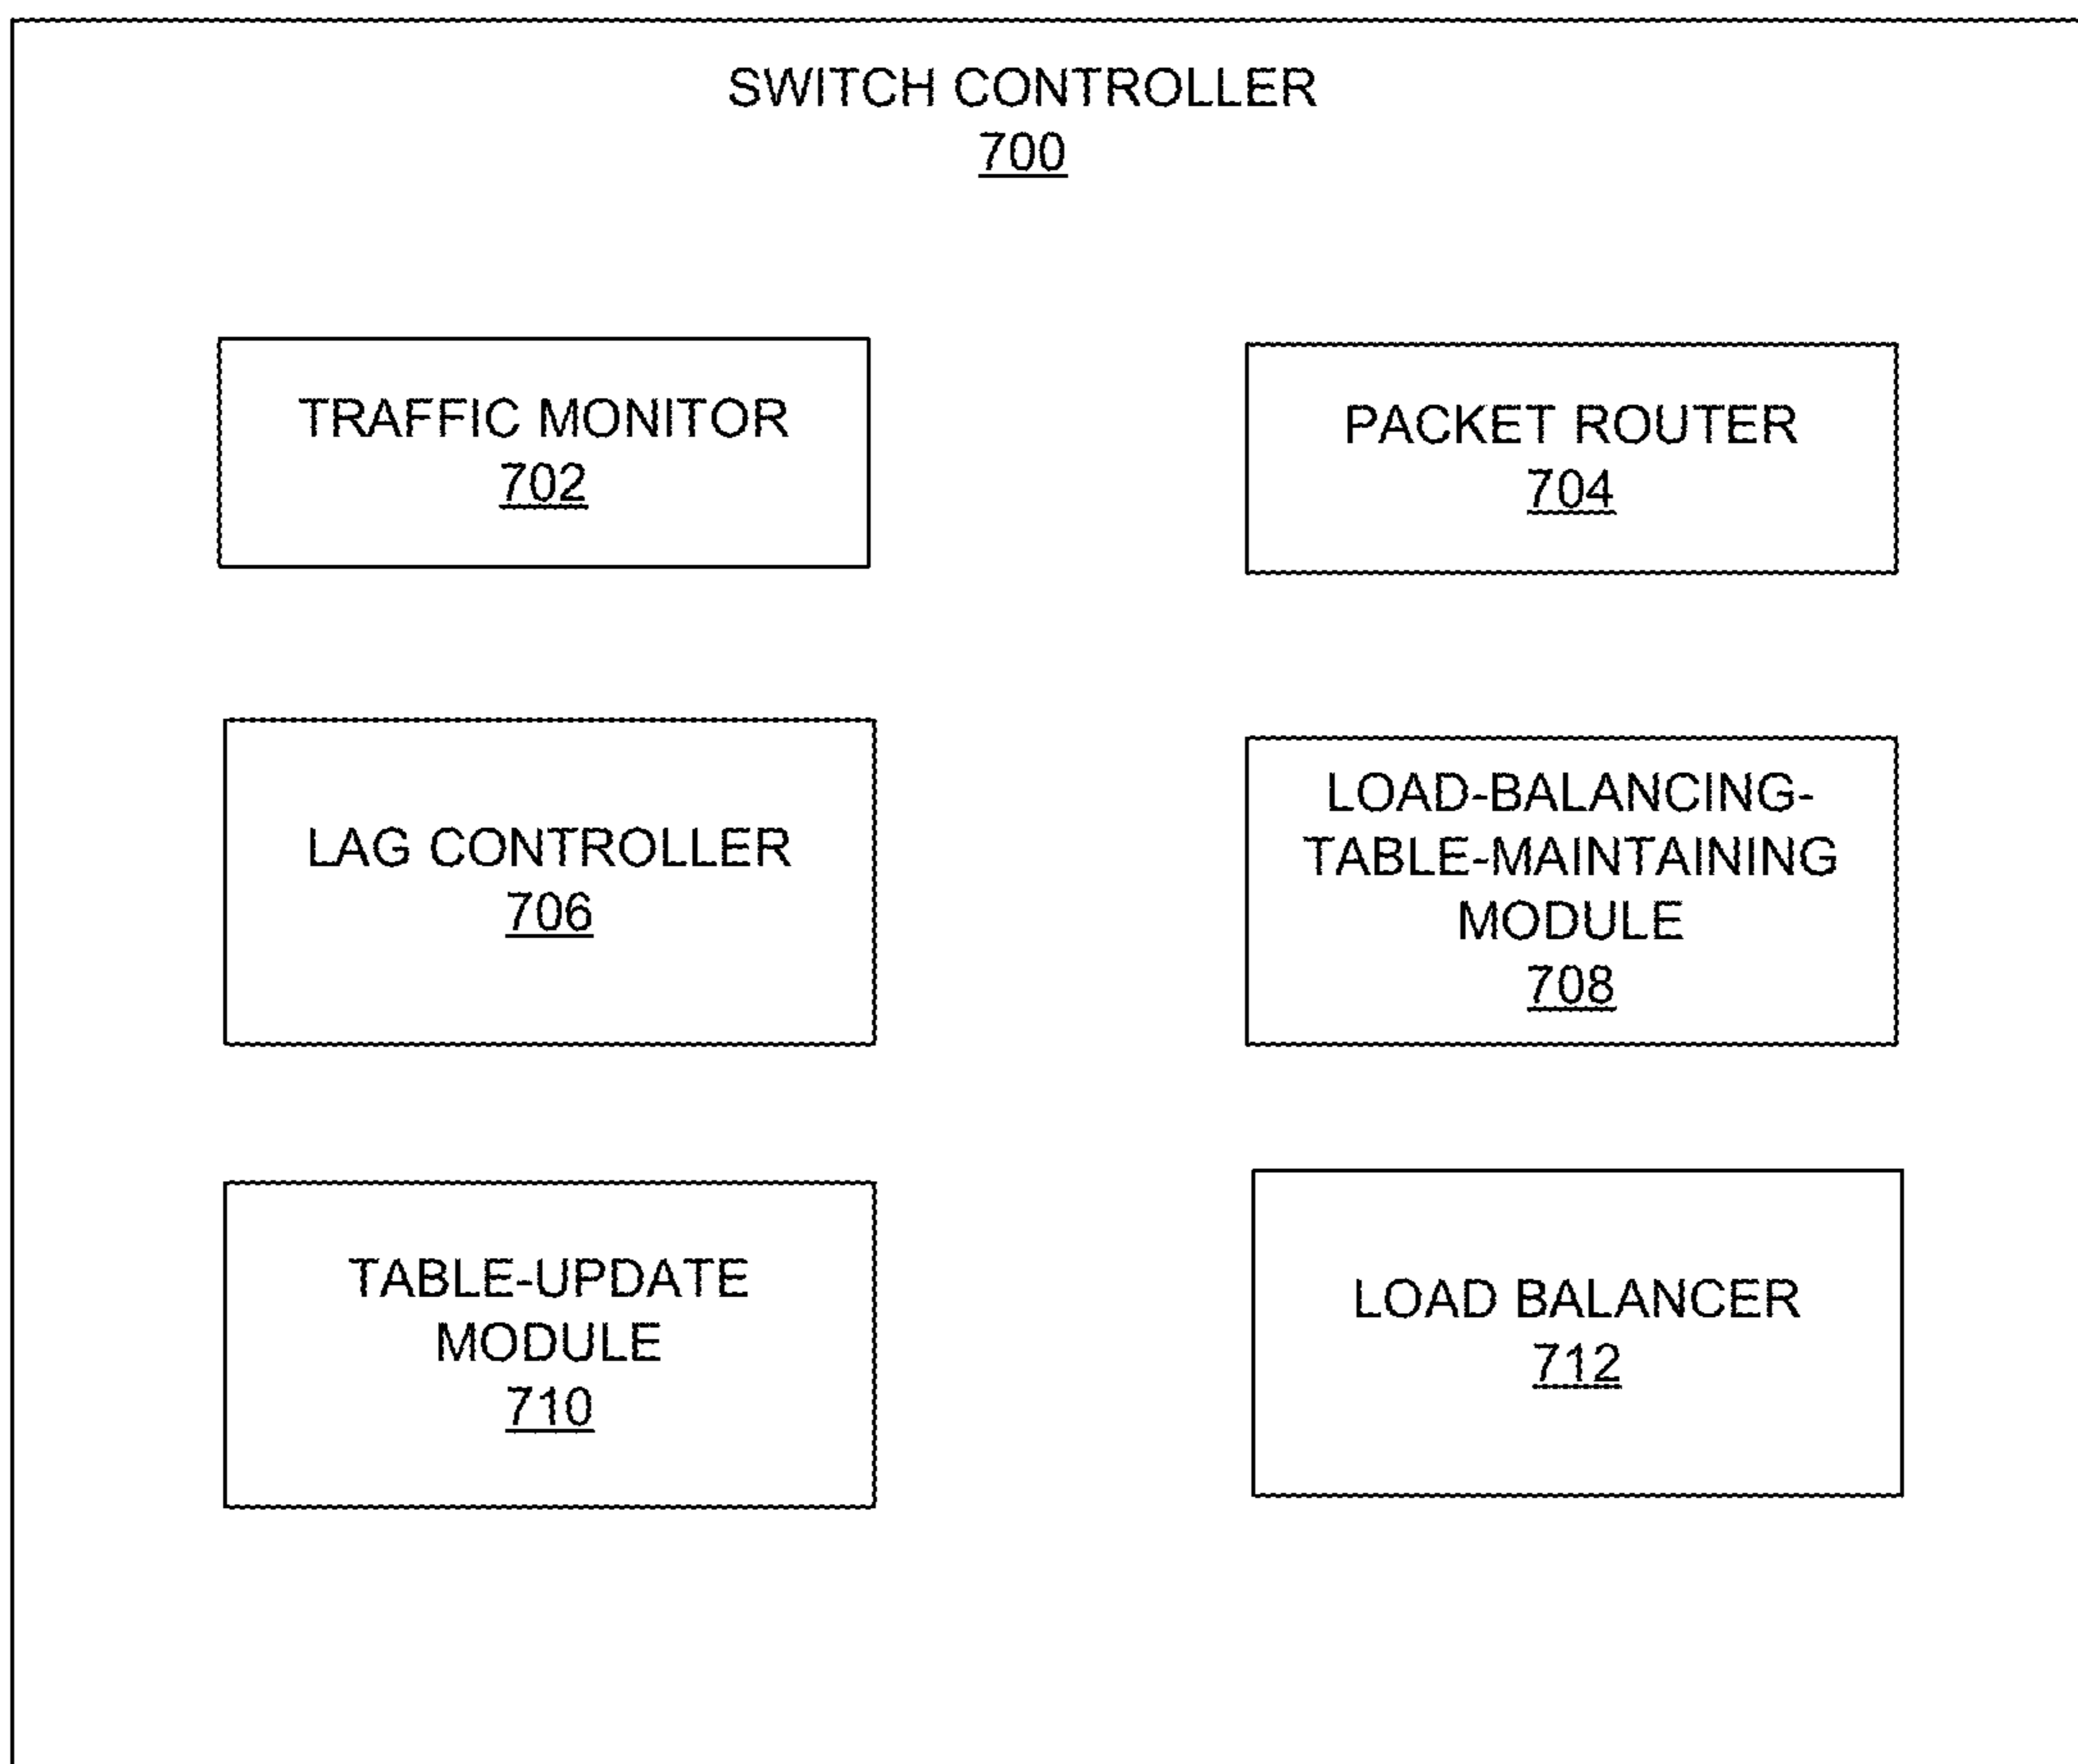 SWITCH CONTROLLER
700
TRAFFIC MONITOR
702
PACKET ROUTER
704
LAG CONTROLLER
706
LOAD-BALANCING-
TABLE-MAINTAINING
MODULE
708
TABLE-UPDATE
MODULE
710
LOAD BALANCER
712